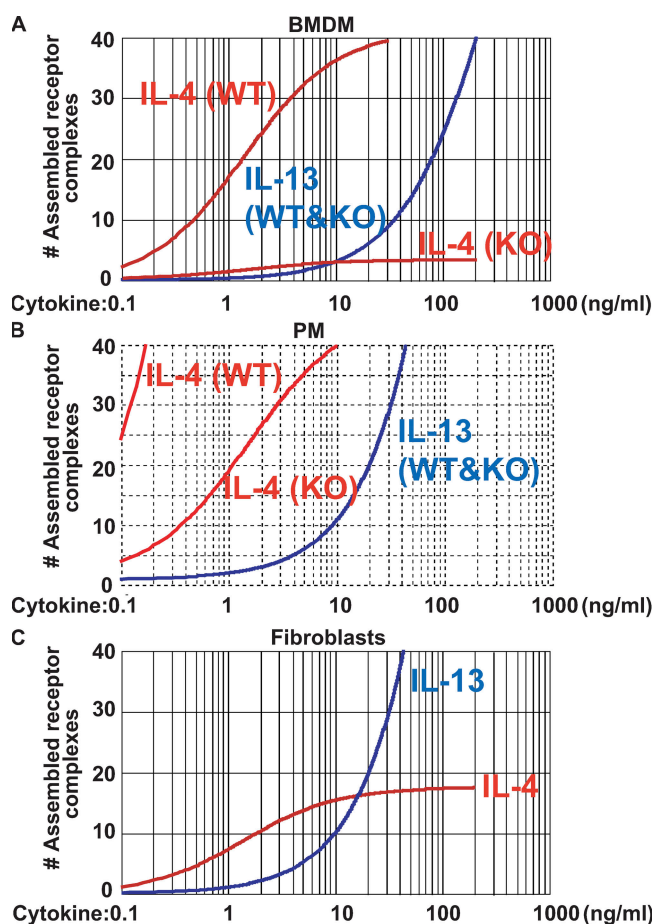 A
BMDM
# Assembled receptor
complexes
40
30
20
10
0
IL-4 (WT)
IL-13
(WT&KO)
IL-4 (KO)
Cytokine:0.1 1 10 100 1000 (ng/ml)
B
PM
# Assembled receptor
complexes
40
30
20
10
0
IL-4 (WT)
IL-13
(WT&KO)
IL-4 (KO)
Cytokine:0.1 1 10 100 1000 (ng/ml)
C
Fibroblasts
# Assembled receptor
complexes
40
30
20
10
0
IL-13
IL-4
Cytokine:0.1 1 10 100 1000 (ng/ml)